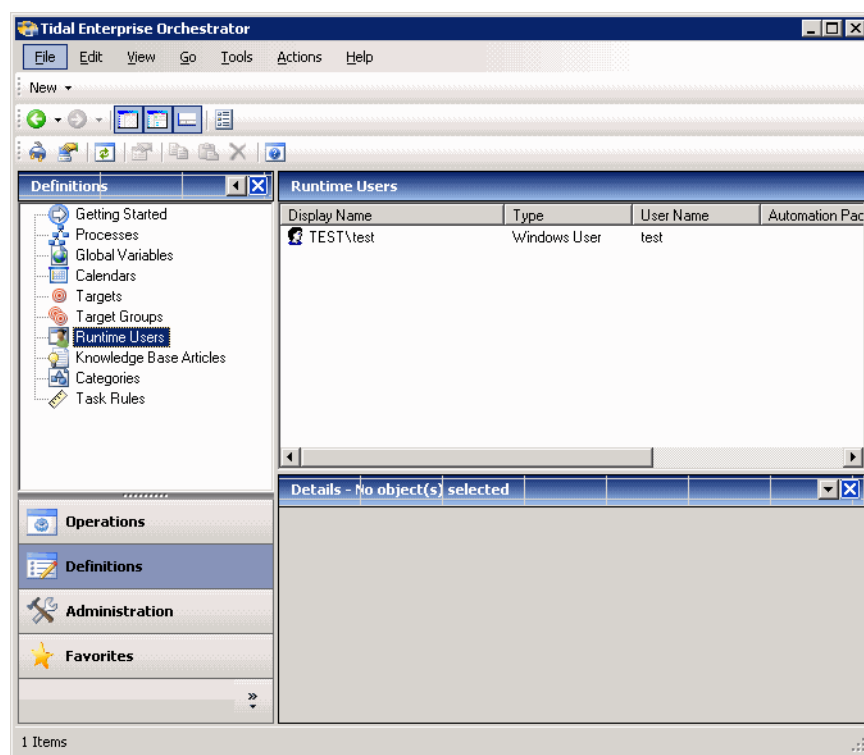 Tidal Enterprise Orchestrator
File Edit View Go Tools Actions Help
New
Definitions
Getting Started
Processes
Global Variables
Calendars
Targets
Target Groups
Runtime Users
Knowledge Base Articles
Categories
Task Rules
Operations
Definitions
Administration
Favorites
Runtime Users
Display Name Type User Name Automation Pac
TEST\test Windows User test
Details - No object(s) selected
1 Items